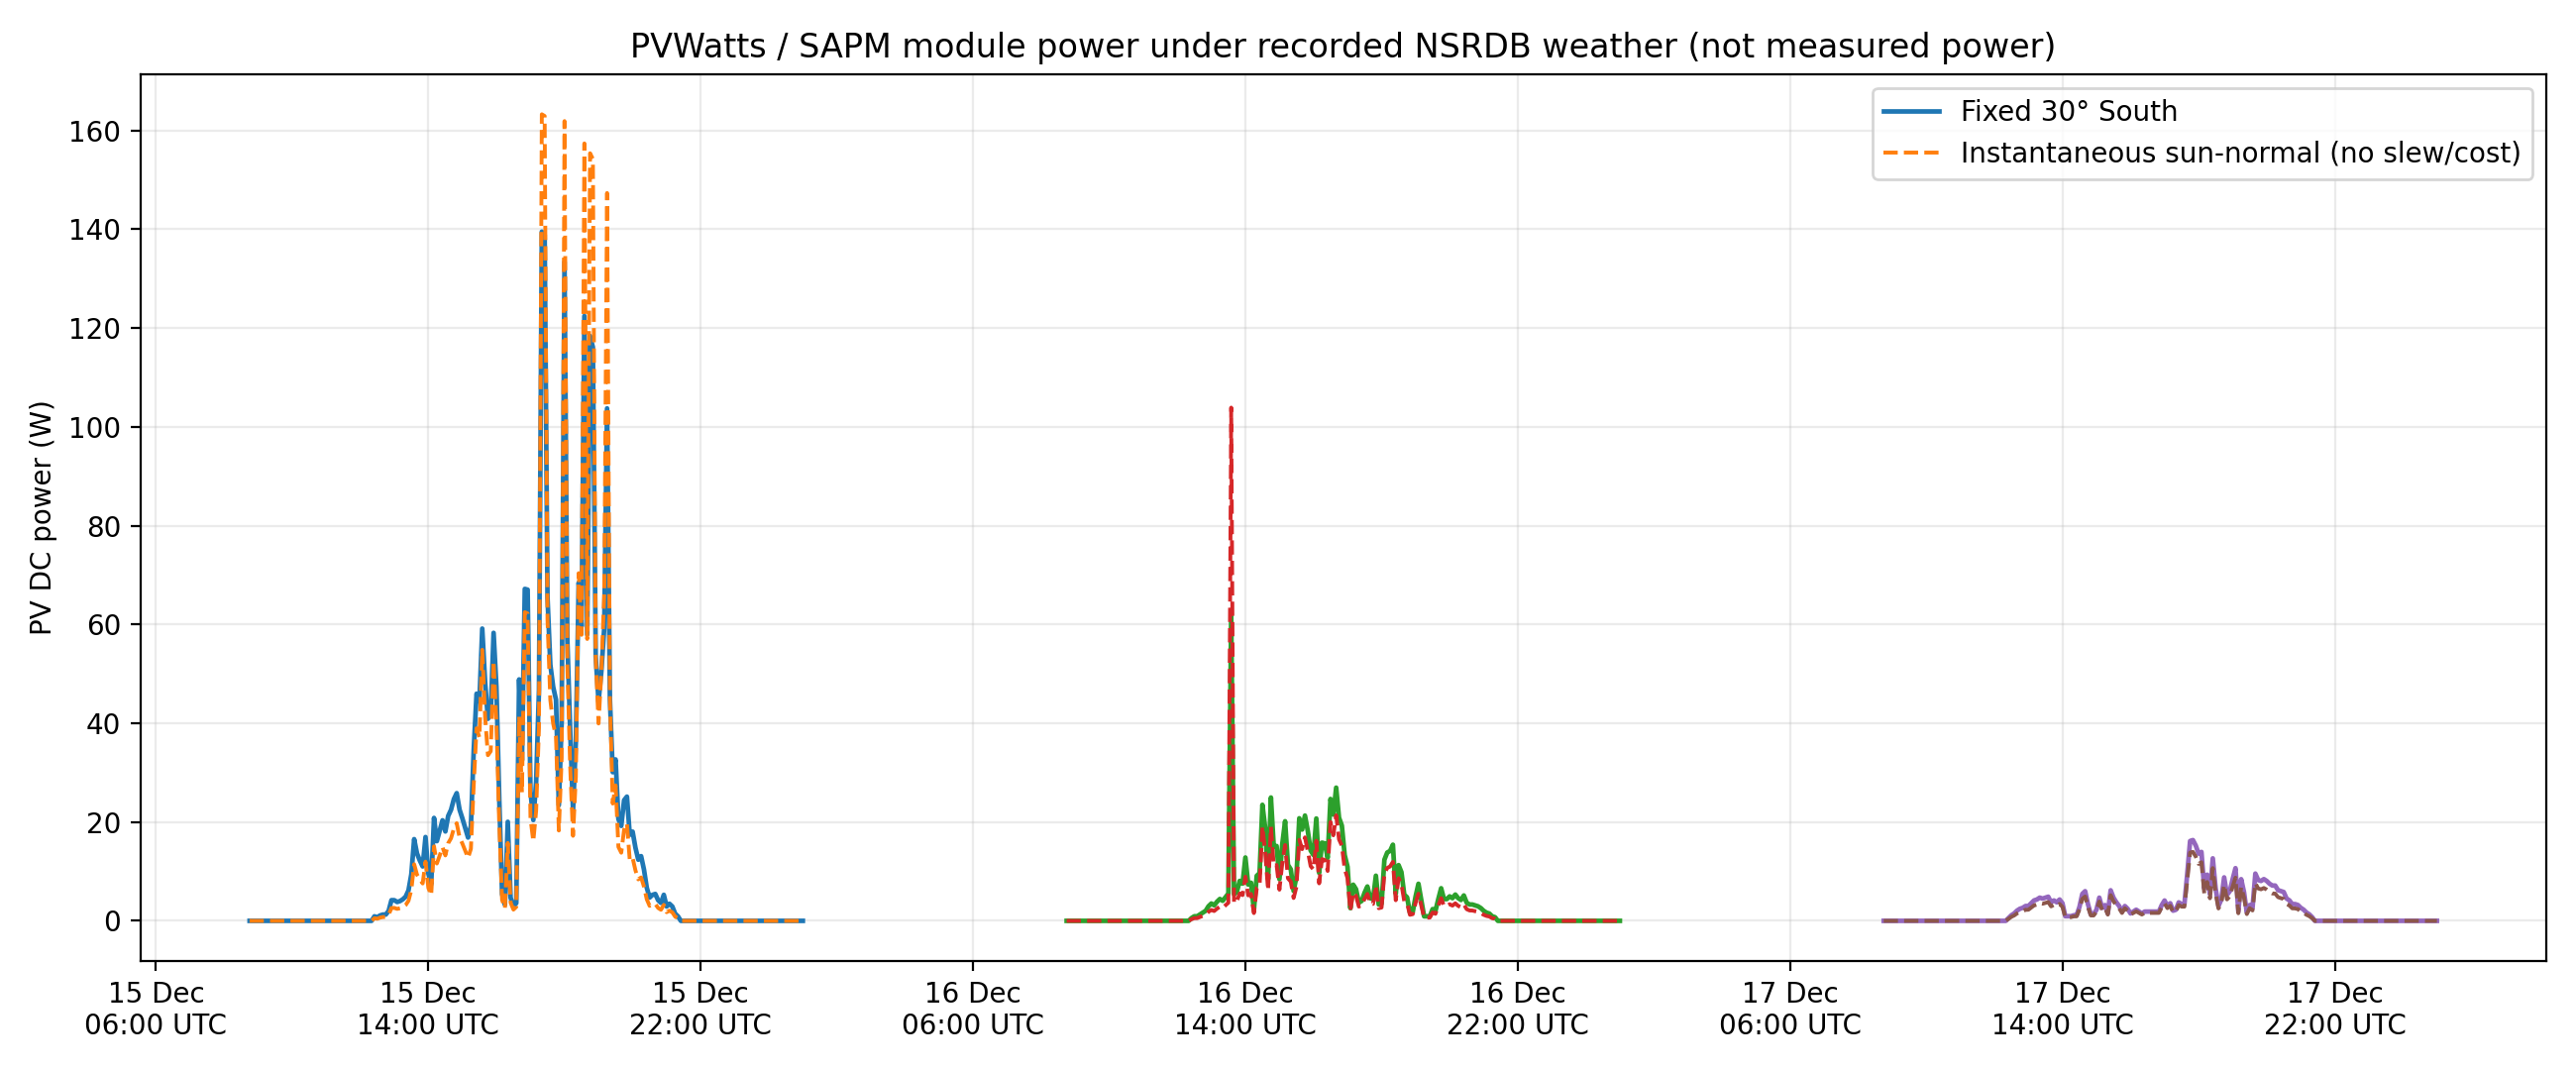 PVWatts / SAPM module power under recorded NSRDB weather (not measured power)
Fixed 30° South
Instantaneous sun-normal (no slew/cost)
PV DC power (W)
160
140
120
100
80
60
40
20
0
15 Dec
06:00 UTC
15 Dec
14:00 UTC
15 Dec
22:00 UTC
16 Dec
06:00 UTC
16 Dec
14:00 UTC
16 Dec
22:00 UTC
17 Dec
06:00 UTC
17 Dec
14:00 UTC
17 Dec
22:00 UTC